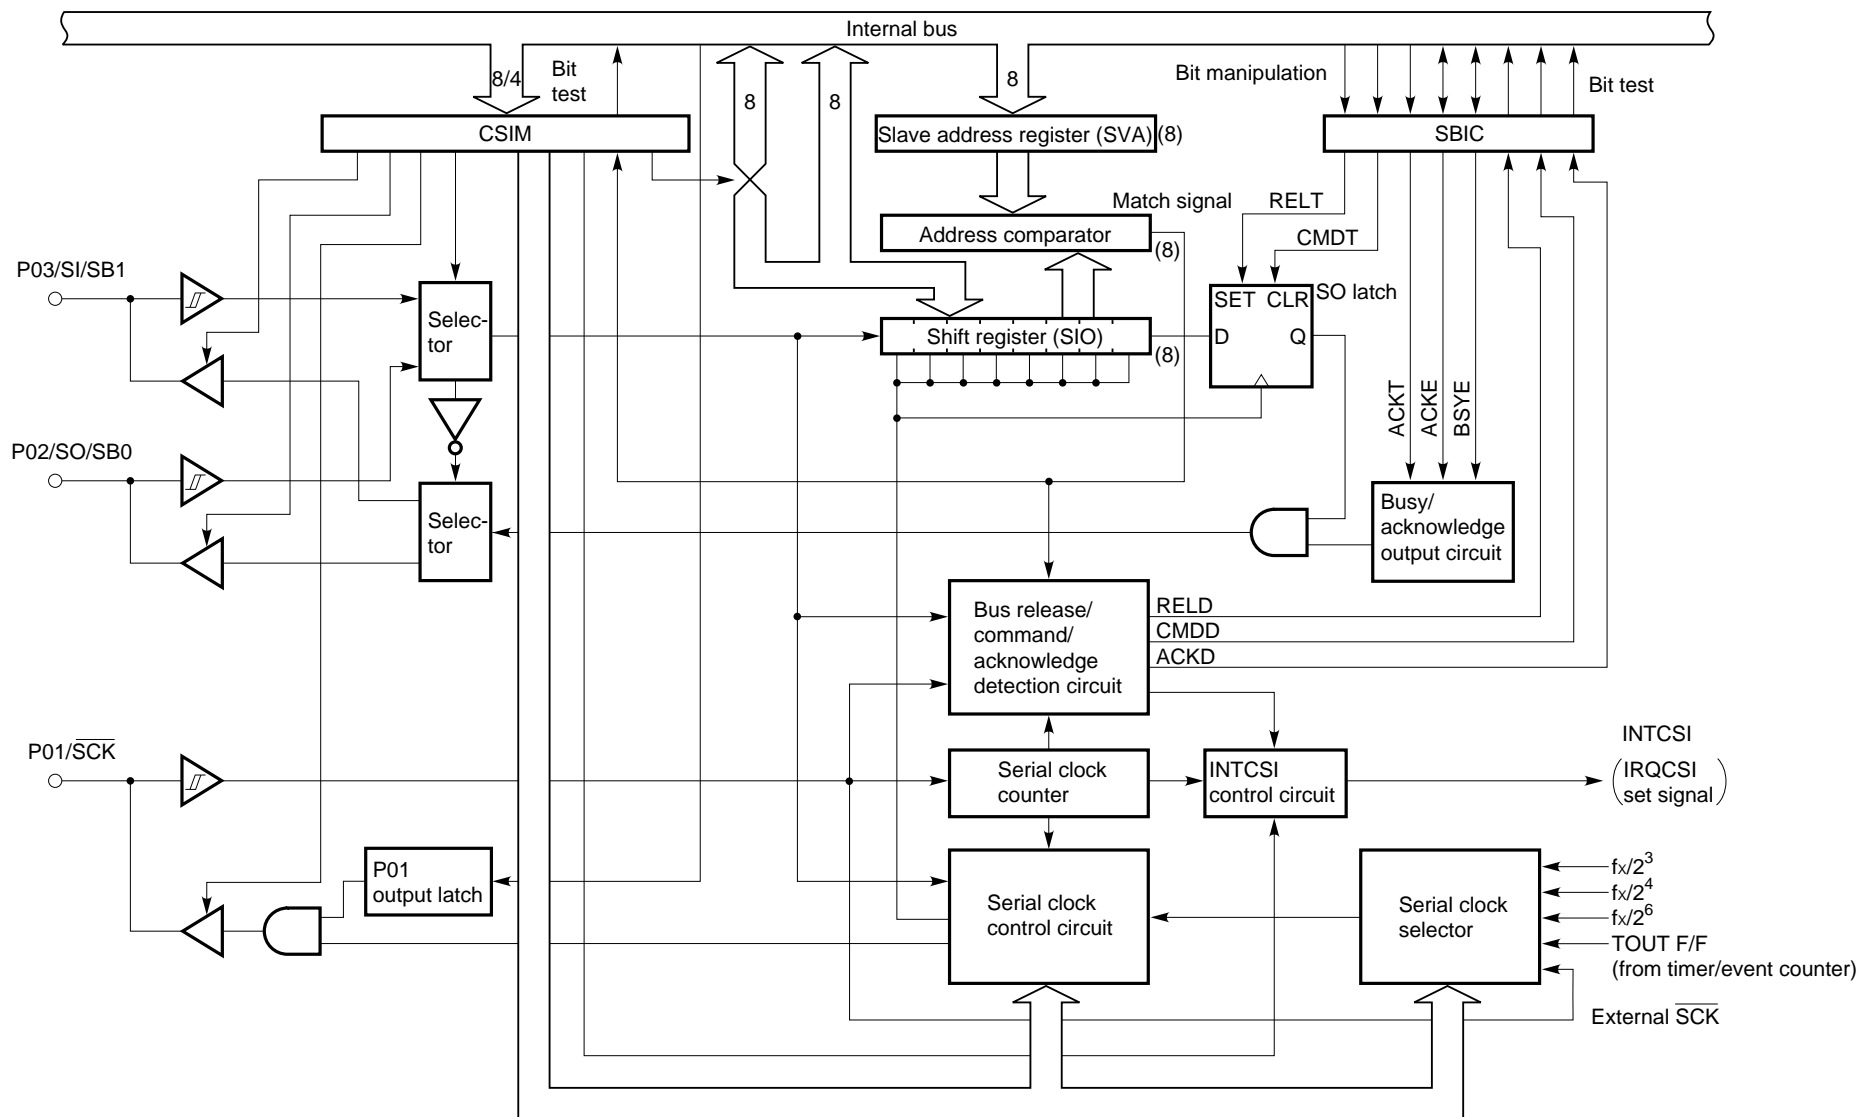 Internal bus
8/4
Bit
test
8
8
8
Bit manipulation
Bit test
CSIM
Slave address register (SVA)
(8)
SBIC
Match signal
RELT
Address comparator
(8)
CMDT
P03/SI/SB1
SET CLR
SO latch
Selec-
tor
Shift register (SIO)
(8)
D
Q
ACKT
ACKE
BSYE
P02/SO/SB0
Selec-
tor
Busy/
acknowledge
output circuit
Bus release/
command/
acknowledge
detection circuit
RELD
CMDD
ACKD
P01/S̅C̅K̅
Serial clock
counter
INTCSI
control circuit
INTCSI
(IRQCSI
set signal)
P01
output latch
Serial clock
control circuit
Serial clock
selector
fx/2³
fx/2⁴
fx/2⁶
TOUT F/F
(from timer/event counter)
External S̅C̅K̅